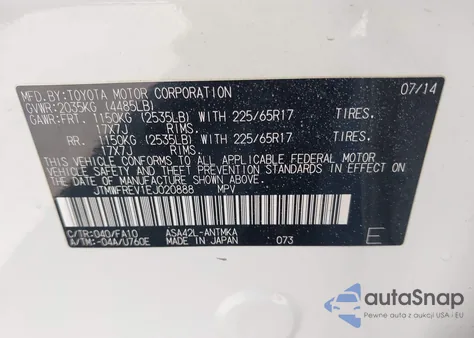 MFD.BY:TOYOTA MOTOR CORPORATION 07/14
GVWR:2035KG (4485LB)
GAWR:FRT. 1150KG (2535LB) WITH 225/65R17 TIRES.
17X7J RIMS.
RR. 1150KG (2535LB) WITH 225/65R17 TIRES.
17X7J RIMS.
THIS VEHICLE CONFORMS TO ALL APPLICABLE FEDERAL MOTOR
VEHICLE SAFETY AND THEFT PREVENTION STANDARDS IN EFFECT ON THE
DATE OF MANUFACTURE SHOWN ABOVE.
JTMWFREV1EJ020888 MPV
C/TR:040/FA10 ASA42L-ANTMKA
A/TM:-04A/U760E MADE IN JAPAN 073 E
autoSnap
Pewne auta z aukcji USA i EU